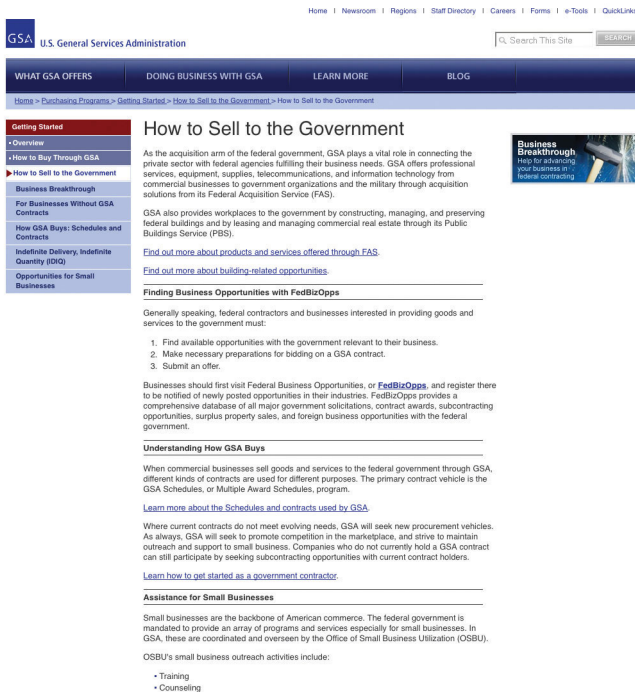 Home | Newsroom | Regions | Staff Directory | Careers | Forms | e-Tools | QuickLinks
GSA U.S. General Services Administration
Search This Site SEARCH
WHAT GSA OFFERS DOING BUSINESS WITH GSA LEARN MORE BLOG
Home > Purchasing Programs > Getting Started > How to Sell to the Government > How to Sell to the Government
Getting Started
• Overview
• How to Buy Through GSA
How to Sell to the Government
Business Breakthrough
For Businesses Without GSA
Contracts
How GSA Buys: Schedules and
Contracts
Indefinite Delivery, Indefinite
Quantity (IDIQ)
Opportunities for Small
Businesses
How to Sell to the Government
As the acquisition arm of the federal government, GSA plays a vital role in connecting the
private sector with federal agencies fulfilling their business needs. GSA offers professional
services, equipment, supplies, telecommunications, and information technology from
commercial businesses to government organizations and the military through acquisition
solutions from its Federal Acquisition Service (FAS).
GSA also provides workplaces to the government by constructing, managing, and preserving
federal buildings and by leasing and managing commercial real estate through its Public
Buildings Service (PBS).
Find out more about products and services offered through FAS.
Find out more about building-related opportunities.
Finding Business Opportunities with FedBizOpps
Generally speaking, federal contractors and businesses interested in providing goods and
services to the government must:
1. Find available opportunities with the government relevant to their business.
2. Make necessary preparations for bidding on a GSA contract.
3. Submit an offer.
Businesses should first visit Federal Business Opportunities, or FedBizOpps, and register there
to be notified of newly posted opportunities in their industries. FedBizOpps provides a
comprehensive database of all major government solicitations, contract awards, subcontracting
opportunities, surplus property sales, and foreign business opportunities with the federal
government.
Understanding How GSA Buys
When commercial businesses sell goods and services to the federal government through GSA,
different kinds of contracts are used for different purposes. The primary contract vehicle is the
GSA Schedules, or Multiple Award Schedules, program.
Learn more about the Schedules and contracts used by GSA.
Where current contracts do not meet evolving needs, GSA will seek new procurement vehicles.
As always, GSA will seek to promote competition in the marketplace, and strive to maintain
outreach and support to small business. Companies who do not currently hold a GSA contract
can still participate by seeking subcontracting opportunities with current contract holders.
Learn how to get started as a government contractor.
Assistance for Small Businesses
Small businesses are the backbone of American commerce. The federal government is
mandated to provide an array of programs and services especially for small businesses. In
GSA, these are coordinated and overseen by the Office of Small Business Utilization (OSBU).
OSBU's small business outreach activities include:
• Training
• Counseling
Business
Breakthrough
Help for advancing
your business in
federal contracting